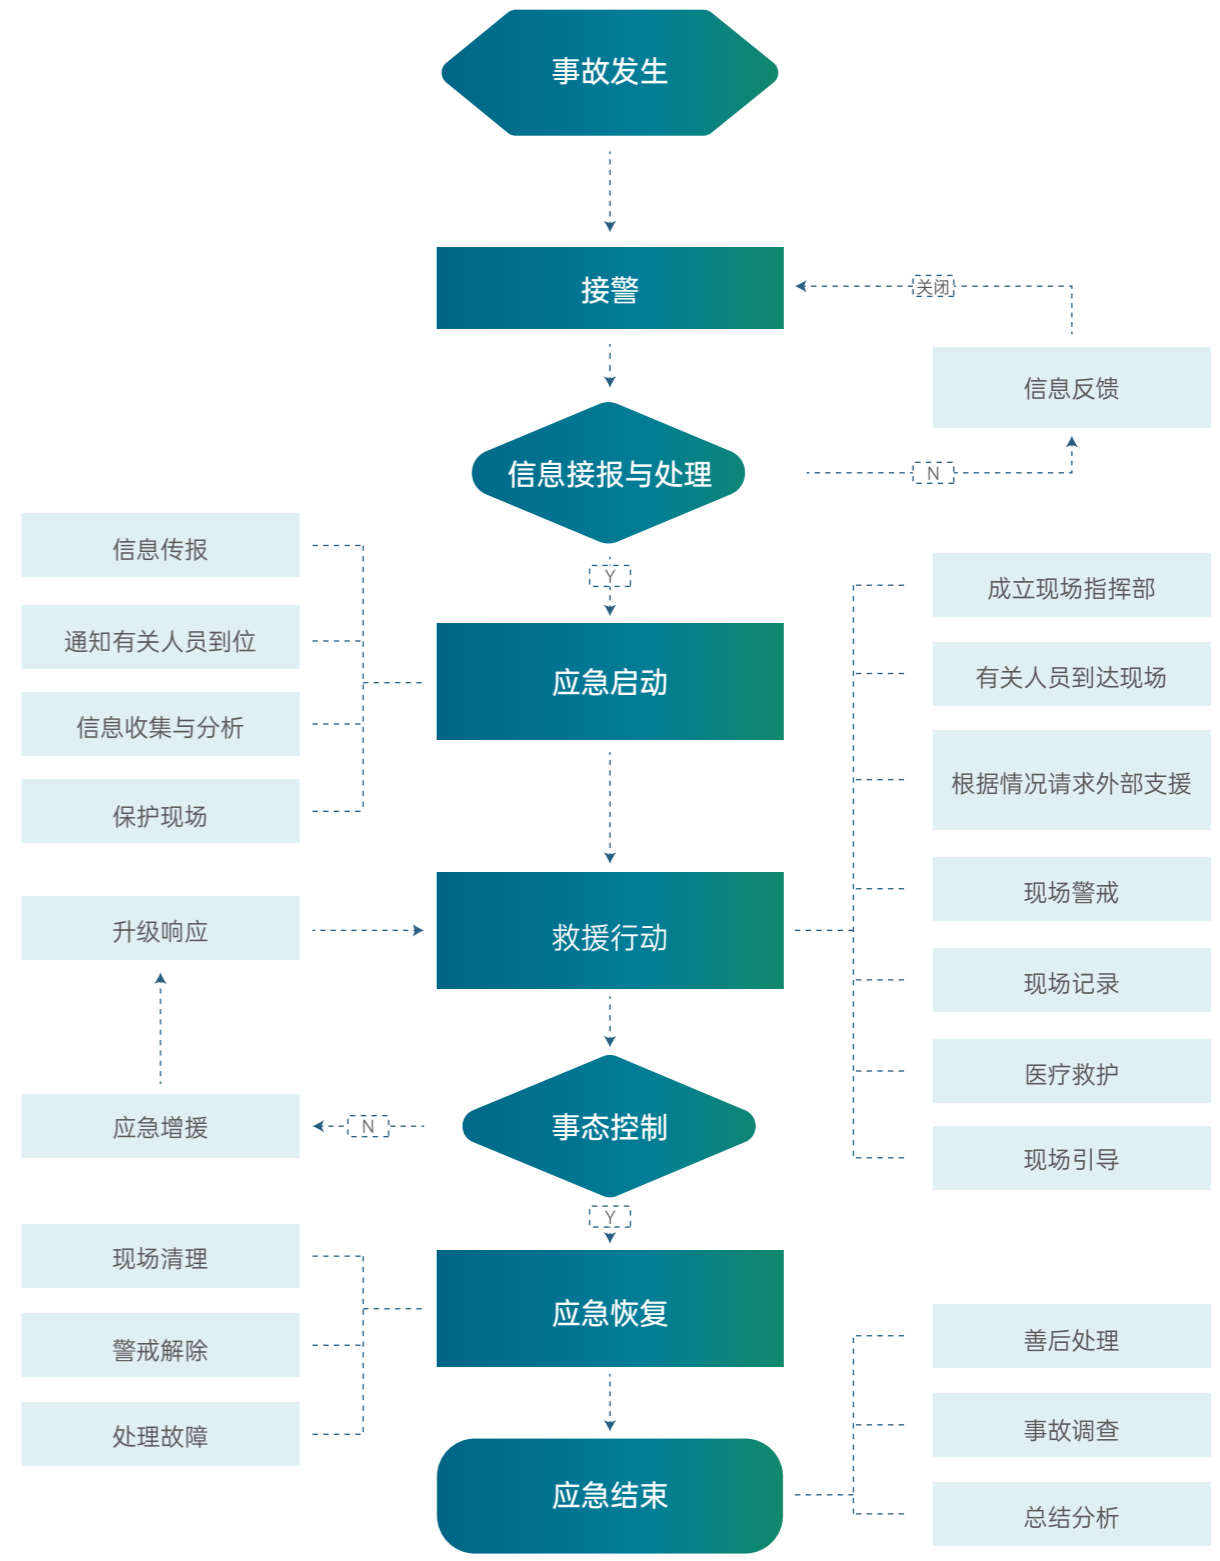 事故发生
接警
关闭
信息反馈
信息接报与处理
N
信息传报
通知有关人员到位
信息收集与分析
保护现场
Y
应急启动
成立现场指挥部
有关人员到达现场
根据情况请求外部支援
现场警戒
现场记录
医疗救护
现场引导
升级响应
救援行动
应急增援
N
事态控制
Y
现场清理
警戒解除
处理故障
应急恢复
善后处理
事故调查
总结分析
应急结束